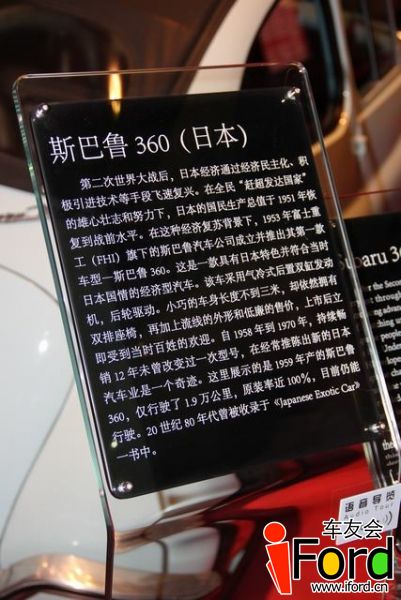 斯巴鲁 360（日本）
第二次世界大战后，日本经济通过经济民主化、积
极引进技术等手段飞速复兴。在全民“赶超发达国家”
的雄心壮志和努力下，日本的国民生产总值于 1951 年恢
复到战前水平。在这种经济复苏背景下，1953 年富士重
工（FHI）旗下的斯巴鲁汽车公司成立并推出其第一款
车型—斯巴鲁 360。这是一款具有日本特色并符合当时
日本国情的经济型汽车。该车采用气冷式后置双缸发动
机，后轮驱动。小巧的车身长度不到三米，却依然拥有
双排座椅，再加上流线的外形和低廉的售价，上市后立
即受到当时百姓的欢迎。自 1958 年到 1970 年，持续畅
销 12 年未曾改变过一次型号，在经常推陈出新的日本
汽车业是一个奇迹。这里展示的是 1959 年产的斯巴鲁
360，仅行驶了 1.9 万公里，原装率近 100%，目前仍能
行驶。20 世纪 80 年代曾被收录于《Japanese Exotic Car》
一书中。
Subaru 36
the Second
through
语音导览
Audio Tour
车友会
iFord
www.iford.cn